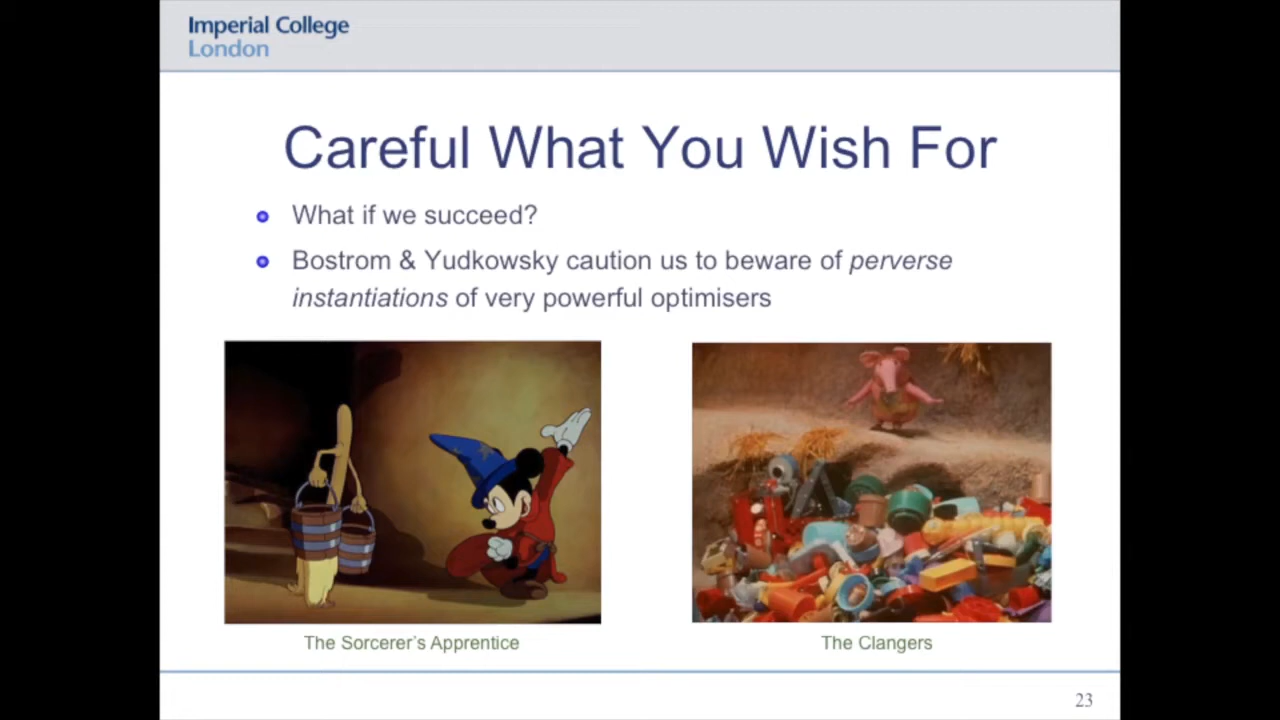 Imperial College
London
Careful What You Wish For
What if we succeed?
Bostrom & Yudkowsky caution us to beware of perverse
instantiations of very powerful optimisers
The Sorcerer's Apprentice
The Clangers
23